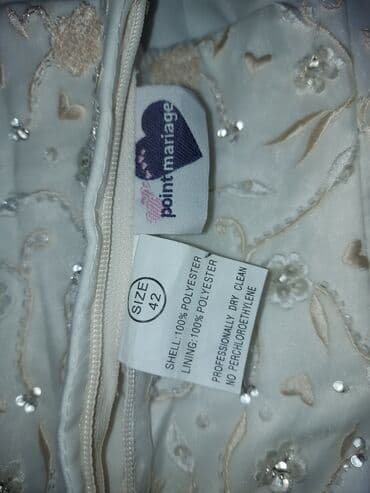 point mariage
SIZE
42
SHELL:100% POLYESTER
LINING:100% POLYESTER
PROFESSIONALLY DRY CLEAN
NO PERCHLOROETHYLENE